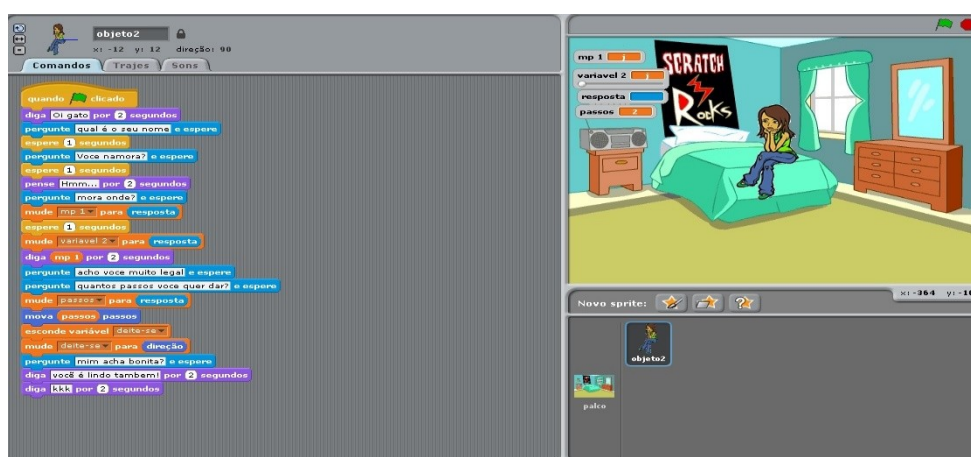 objeto2
x: -12 y: 12 direção: 90
Comandos Trajes Sons
quando clicado
diga Oi gato por 2 segundos
pergunte qual é o seu nome e espere
espere 1 segundos
pergunte Voce namora? e espere
espere 1 segundos
pense Hmm... por 2 segundos
pergunte mora onde? e espere
mude mp 1 para resposta
espere 1 segundos
mude variavel 2 para resposta
diga mp 1 por 2 segundos
pergunte acho voce muito legal e espere
pergunte quantos passos voce quer dar? e espere
mude passos para resposta
mova passos passos
esconde variável deite-se
mude deite-se para direção
pergunte mim acha bonita? e espere
diga você é lindo tambem! por 2 segundos
diga kkk por 2 segundos
mp 1
variavel 2
resposta
passos 2
SCRATCH
Rocks
x: -364 y: -16
Novo sprite:
objeto2
palco